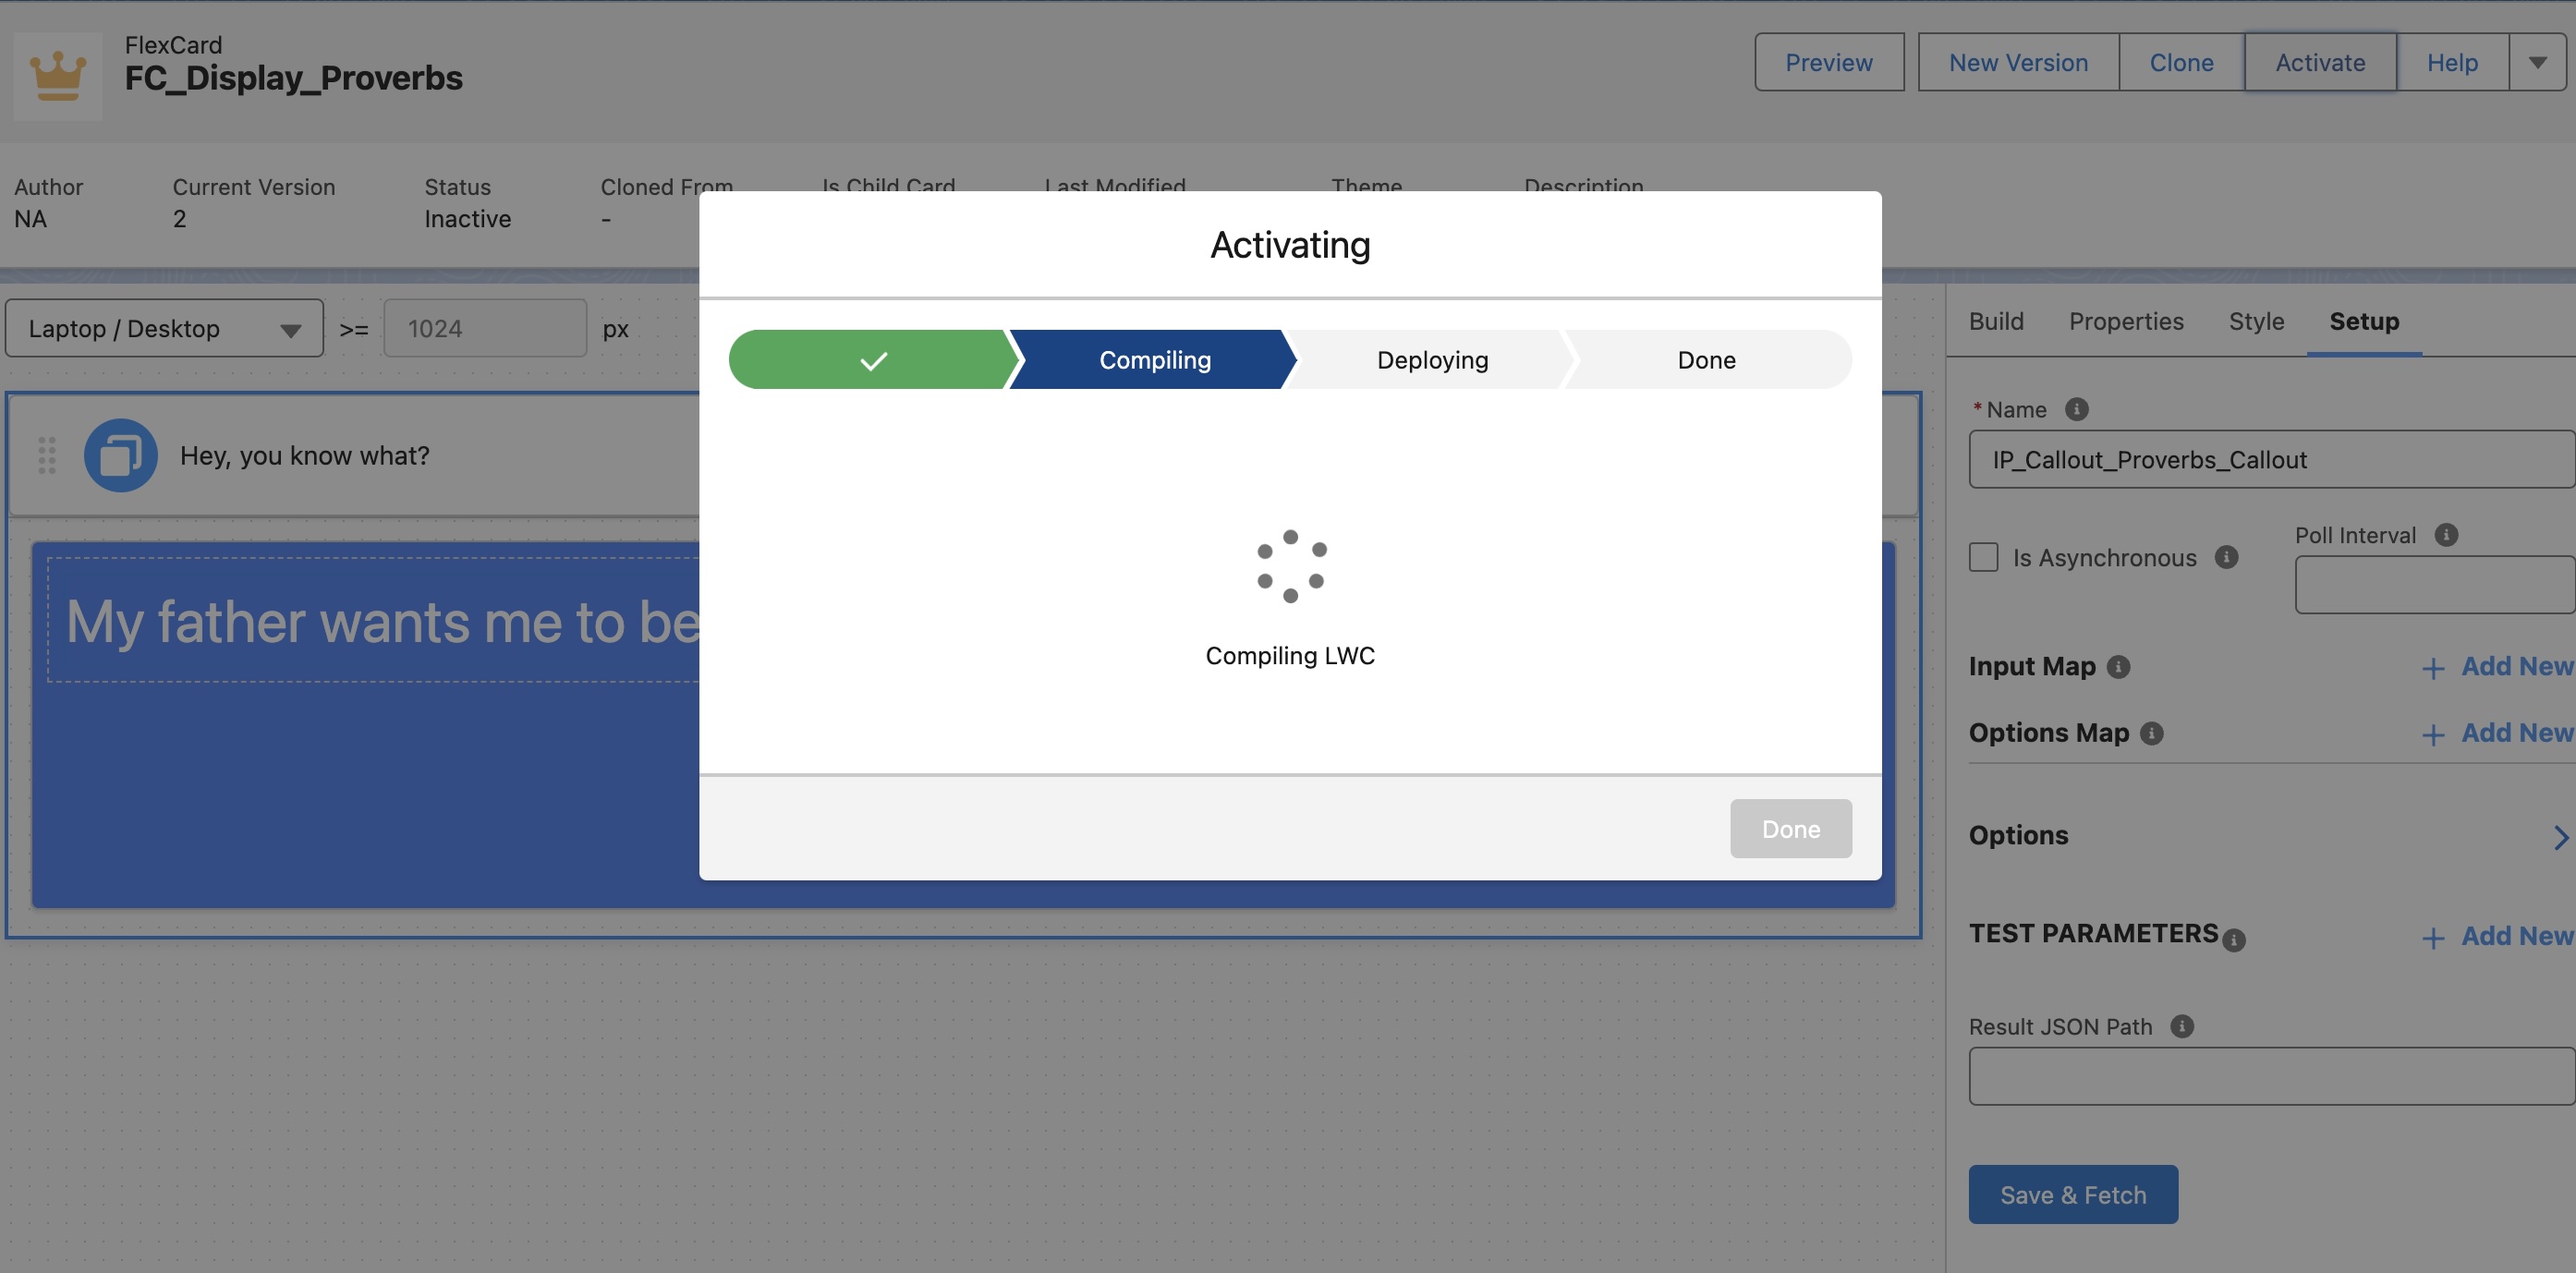 FlexCard
FC_Display_Proverbs
Preview
New Version
Clone
Activate
Help
Author
NA
Current Version
2
Status
Inactive
Cloned From
-
Is Child Card
Last Modified
Theme
Description
Laptop / Desktop
>=
1024
px
Hey, you know what?
My father wants me to be
Activating
Compiling
Deploying
Done
Compiling LWC
Done
Build
Properties
Style
Setup
* Name
IP_Callout_Proverbs_Callout
Is Asynchronous
Poll Interval
Input Map
+ Add New
Options Map
+ Add New
Options
TEST PARAMETERS
+ Add New
Result JSON Path
Save & Fetch